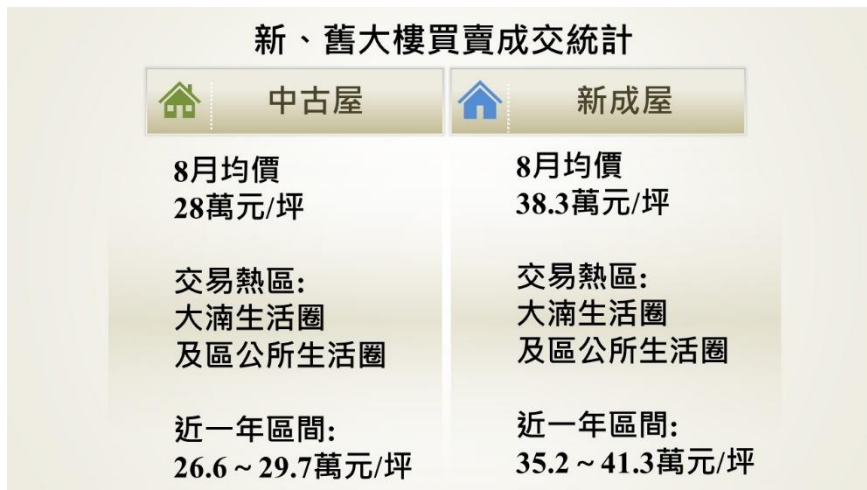 新、舊大樓買賣成交統計
中古屋
8月均價
28萬元/坪
交易熱區:
大湳生活圈
及區公所生活圈
近一年區間:
26.6～29.7萬元/坪
新成屋
8月均價
38.3萬元/坪
交易熱區:
大湳生活圈
及區公所生活圈
近一年區間:
35.2～41.3萬元/坪